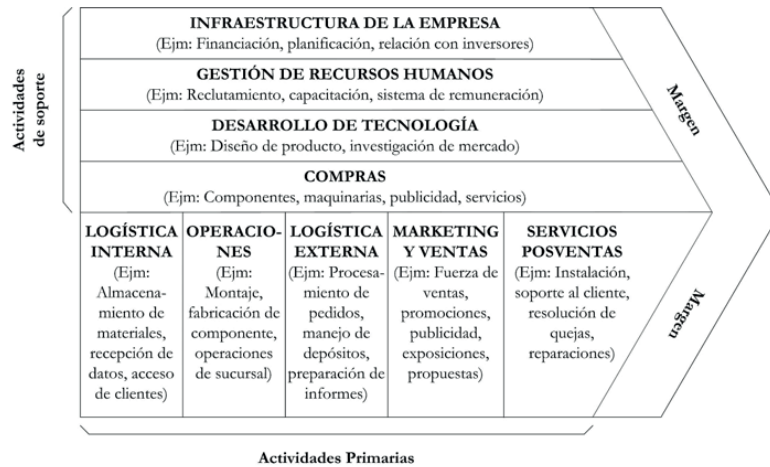 INFRAESTRUCTURA DE LA EMPRESA
(Ejm: Financiación, planificación, relación con inversores)
GESTIÓN DE RECURSOS HUMANOS
(Ejm: Reclutamiento, capacitación, sistema de remuneración)
DESARROLLO DE TECNOLOGÍA
(Ejm: Diseño de producto, investigación de mercado)
COMPRAS
(Ejm: Componentes, maquinarias, publicidad, servicios)
Actividades
de soporte
Margen
LOGÍSTICA
INTERNA
(Ejm:
Almacena-
miento de
materiales,
recepción de
datos, acceso
de clientes)
OPERACIO-
NES
(Ejm:
Montaje,
fabricación de
componente,
operaciones
de sucursal)
LOGÍSTICA
EXTERNA
(Ejm: Procesa-
miento de
pedidos,
manejo de
depósitos,
preparación de
informes)
MARKETING
Y VENTAS
(Ejm: Fuerza de
ventas,
promociones,
publicidad,
exposiciones,
propuestas)
SERVICIOS
POSVENTAS
(Ejm: Instalación,
soporte al cliente,
resolución de
quejas,
reparaciones)
Margen
Actividades Primarias